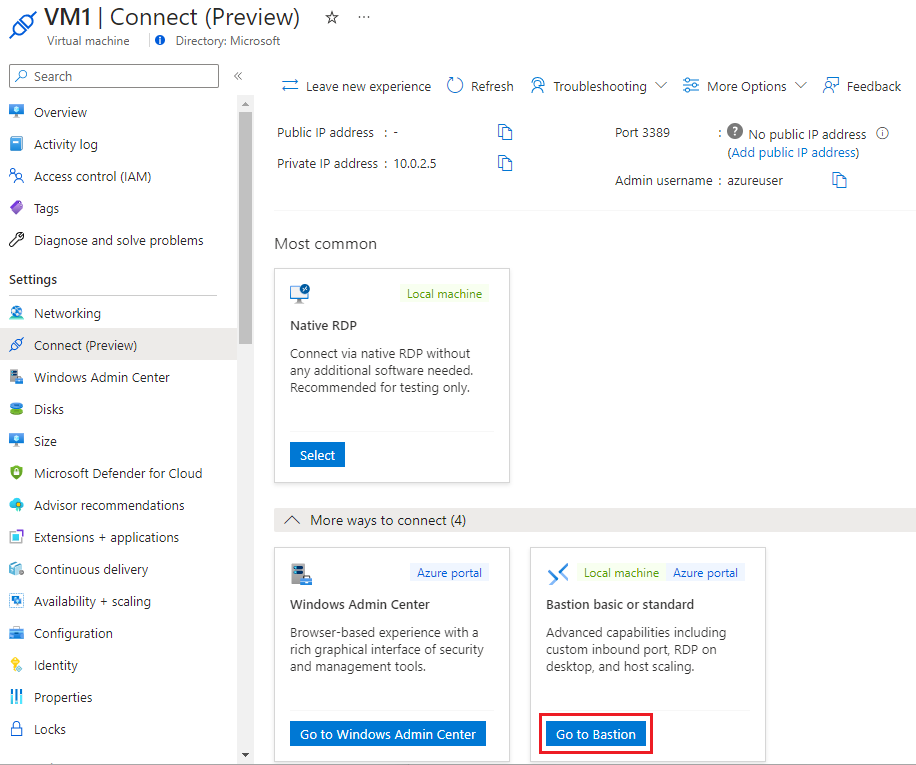 VM1 | Connect (Preview) ☆ ···
Virtual machine | Directory: Microsoft
Search
«
Overview
Activity log
Access control (IAM)
Tags
Diagnose and solve problems
Settings
Networking
Connect (Preview)
Windows Admin Center
Disks
Size
Microsoft Defender for Cloud
Advisor recommendations
Extensions + applications
Continuous delivery
Availability + scaling
Configuration
Identity
Properties
Locks
Leave new experience Refresh Troubleshooting More Options Feedback
Public IP address : -
Private IP address : 10.0.2.5
Port 3389 : No public IP address
(Add public IP address)
Admin username : azureuser
Most common
Local machine
Native RDP
Connect via native RDP without
any additional software needed.
Recommended for testing only.
Select
More ways to connect (4)
Azure portal
Windows Admin Center
Browser-based experience with a
rich graphical interface of security
and management tools.
Go to Windows Admin Center
Local machine Azure portal
Bastion basic or standard
Advanced capabilities including
custom inbound port, RDP on
desktop, and host scaling.
Go to Bastion